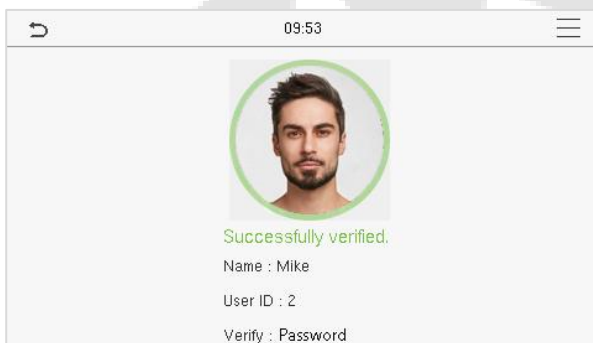 09:53
Successfully verified.
Name : Mike
User ID : 2
Verify : Password